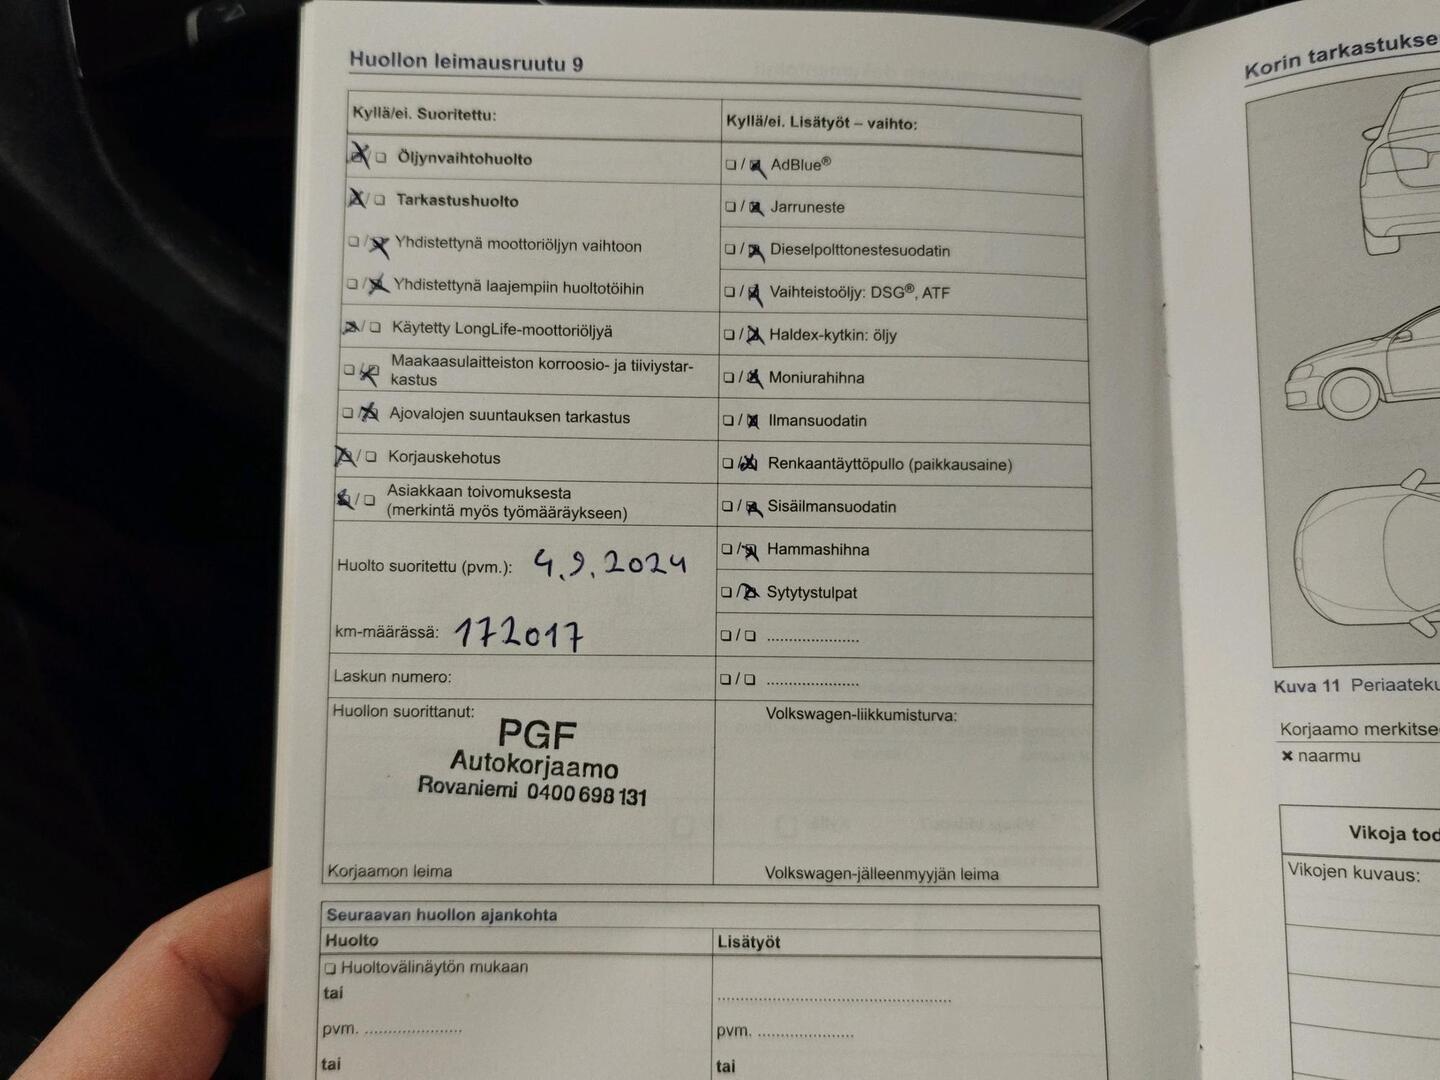 Huollon leimausruutu 9
Kyllä/ei. Suoritettu:
Öljynvaihtohuolto
Tarkastushuolto
Yhdistettynä moottoriöljyn vaihtoon
Yhdistettynä laajempiin huoltotöihin
Käytetty LongLife-moottoriöljyä
Maakaasulaitteiston korroosio- ja tiiviystar-
kastus
Ajovalojen suuntauksen tarkastus
Korjauskehotus
Asiakkaan toivomuksesta
(merkintä myös työmääräykseen)
Huolto suoritettu (pvm.): 4.9.2024
km-määrässä: 172017
Laskun numero:
Huollon suorittanut:
PGF
Autokorjaamo
Rovaniemi 0400 698 131
Korjaamon leima
Kyllä/ei. Lisätyöt – vaihto:
AdBlue®
Jarruneste
Dieselpolttonestesuodatin
Vaihteistoöljy: DSG®, ATF
Haldex-kytkin: öljy
Moniurahihna
Ilmansuodatin
Renkaantäyttöpullo (paikkausaine)
Sisäilmansuodatin
Hammashihna
Sytytystulpat
Volkswagen-liikkumisturva:
Volkswagen-jälleenmyyjän leima
Seuraavan huollon ajankohta
Huolto
Huoltovälinäytön mukaan
tai
pvm. ......................
tai
Lisätyöt
pvm. ......................
tai
Korin tarkastukse
Kuva 11 Periaateku
Korjaamo merkitse
× naarmu
Vikoja tod
Vikojen kuvaus: